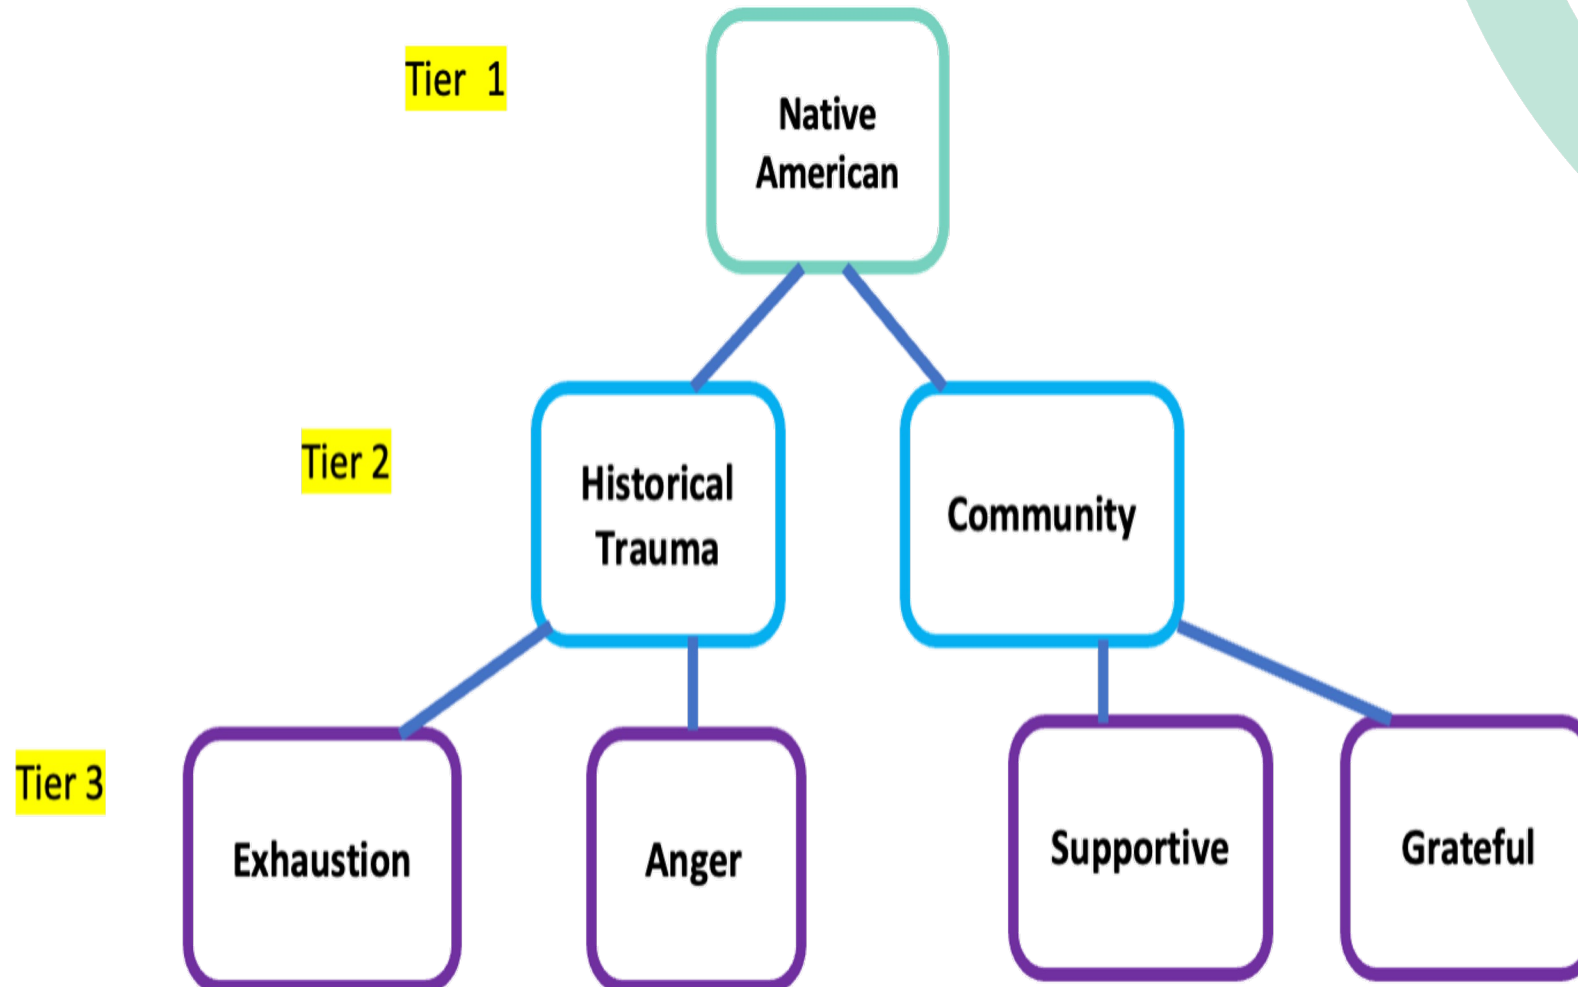 Tier  1
Native
American
Tier 2
Historical
Trauma
Community
Tier 3
Exhaustion
Anger
Supportive
Grateful